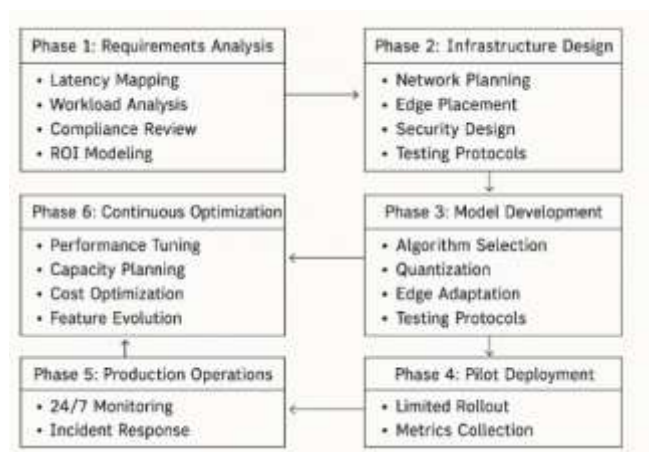 Phase 1: Requirements Analysis
• Latency Mapping
• Workload Analysis
• Compliance Review
• ROI Modeling
Phase 2: Infrastructure Design
• Network Planning
• Edge Placement
• Security Design
• Testing Protocols
Phase 3: Model Development
• Algorithm Selection
• Quantization
• Edge Adaptation
• Testing Protocols
Phase 4: Pilot Deployment
• Limited Rollout
• Metrics Collection
Phase 5: Production Operations
• 24/7 Monitoring
• Incident Response
Phase 6: Continuous Optimization
• Performance Tuning
• Capacity Planning
• Cost Optimization
• Feature Evolution